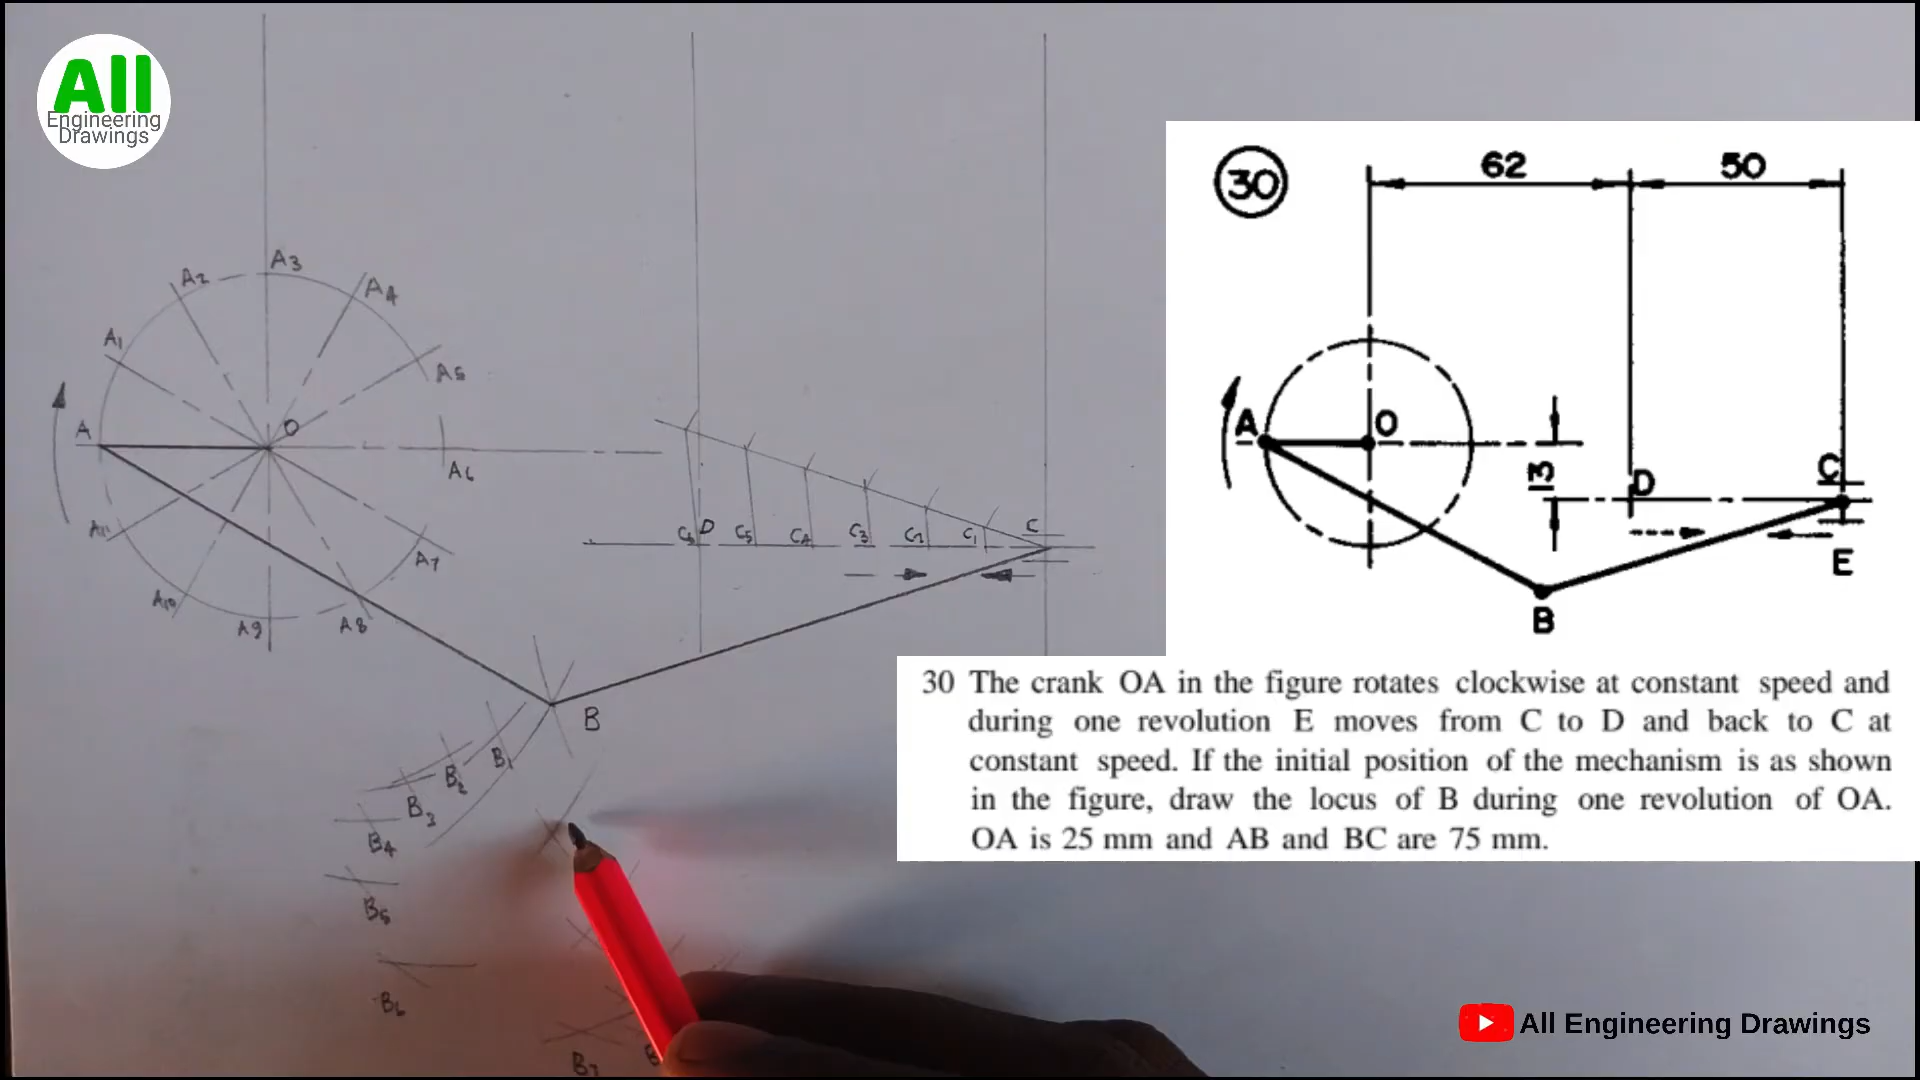 All
Engineering
Drawings
A3
A2
A4
A1
A5
A
O
A6
A11
A7
A10
A9
A8
C6
D
C5
C4
C3
C2
C1
C
B
B1
B2
B3
B4
B5
B6
B7
B
30
62
50
A
O
13
D
C
E
B
30 The crank OA in the figure rotates clockwise at constant speed and
during one revolution E moves from C to D and back to C at
constant speed. If the initial position of the mechanism is as shown
in the figure, draw the locus of B during one revolution of OA.
OA is 25 mm and AB and BC are 75 mm.
All Engineering Drawings